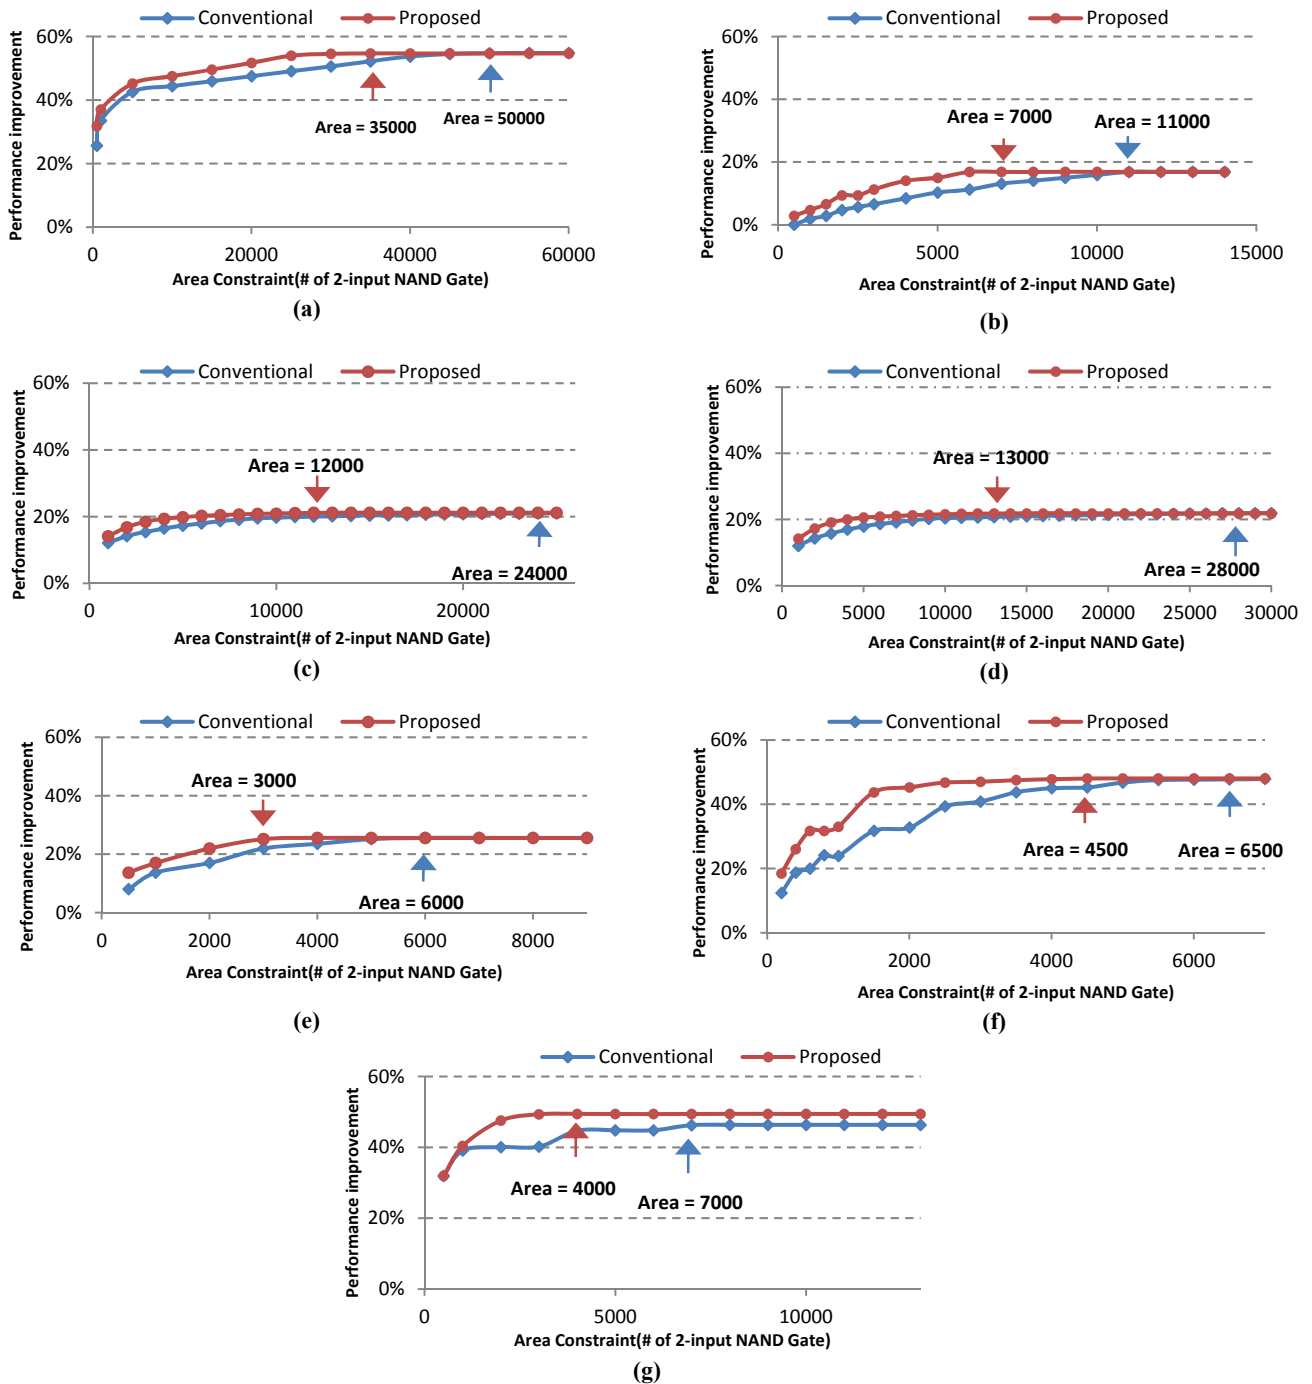 Conventional Proposed
60%
40%
20%
0%
Performance improvement
Area = 35000
Area = 50000
0 20000 40000 60000
Area Constraint(# of 2-input NAND Gate)
(a)
Conventional Proposed
60%
40%
20%
0%
Performance improvement
Area = 7000
Area = 11000
0 5000 10000 15000
Area Constraint(# of 2-input NAND Gate)
(b)
Conventional Proposed
60%
40%
20%
0%
Performance improvement
Area = 12000
Area = 24000
0 10000 20000
Area Constraint(# of 2-input NAND Gate)
(c)
Conventional Proposed
60%
40%
20%
0%
Performance improvement
Area = 13000
Area = 28000
0 5000 10000 15000 20000 25000 30000
Area Constraint(# of 2-input NAND Gate)
(d)
Conventional Proposed
60%
40%
20%
0%
Performance improvement
Area = 3000
Area = 6000
0 2000 4000 6000 8000
Area Constraint(# of 2-input NAND Gate)
(e)
Conventional Proposed
60%
40%
20%
0%
Performance improvement
Area = 4500
Area = 6500
0 2000 4000 6000
Area Constraint(# of 2-input NAND Gate)
(f)
Conventional Proposed
60%
40%
20%
0%
Performance improvement
Area = 4000
Area = 7000
0 5000 10000
Area Constraint(# of 2-input NAND Gate)
(g)